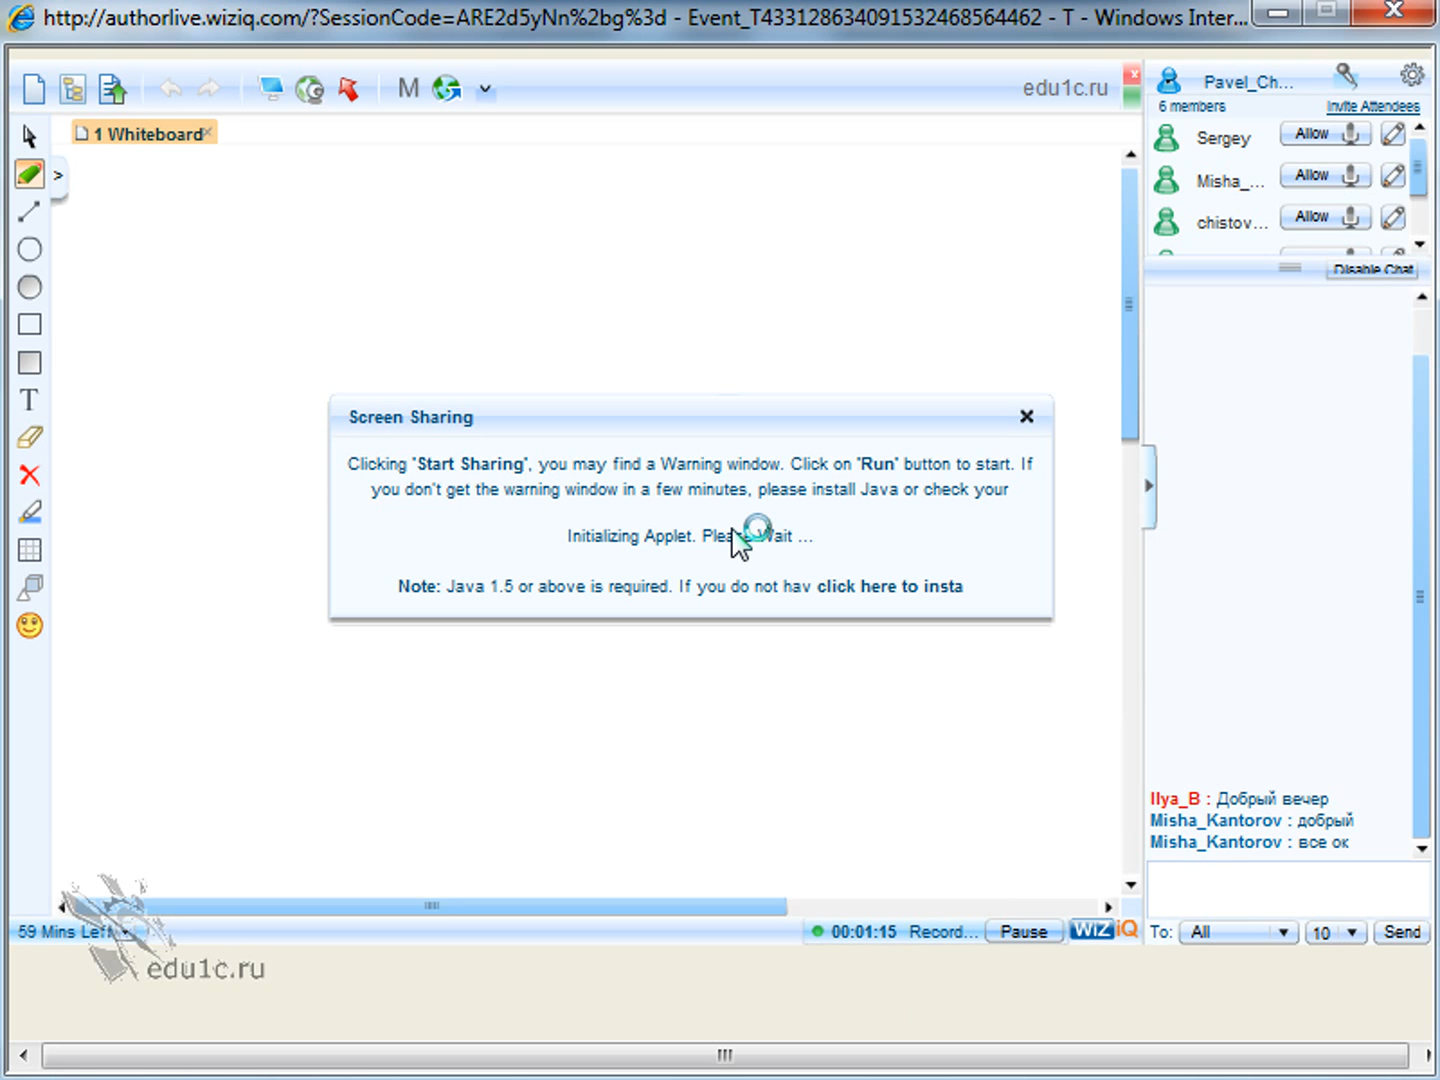 http://authorlive.wiziq.com/?SessionCode=ARE2d5yNn%2bg%3d - Event_T433128634091532468564462 - T - Windows Inter...
M
edu1c.ru
Pavel_Ch...
6 members
Invite Attendees
1 Whiteboard
Sergey
Allow
Misha_...
Allow
chistov...
Allow
Disable Chat
Screen Sharing
Clicking "Start Sharing", you may find a Warning window. Click on "Run" button to start. If
you don't get the warning window in a few minutes, please install Java or check your
Initializing Applet. Please Wait ...
Note: Java 1.5 or above is required. If you do not hav click here to insta
T
Ilya_B : Добрый вечер
Misha_Kantorov : добрый
Misha_Kantorov : все ок
59 Mins Left
00:01:15 Record...
Pause
WIZiQ
To:
All
10
Send
edu1c.ru